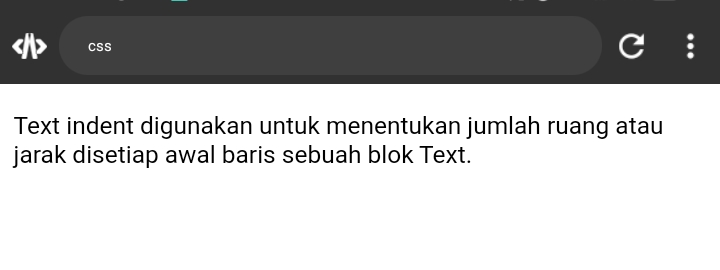 css
Text indent digunakan untuk menentukan jumlah ruang atau
jarak disetiap awal baris sebuah blok Text.